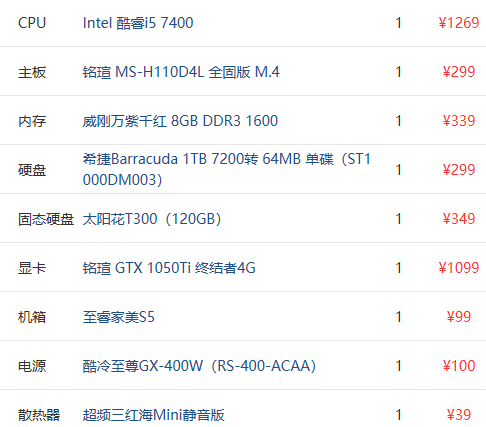 CPU Intel 酷睿i5 7400 1 ¥1269
主板 铭瑄 MS-H110D4L 全固版 M.4 1 ¥299
内存 威刚万紫千红 8GB DDR3 1600 1 ¥339
硬盘 希捷Barracuda 1TB 7200转 64MB 单碟（ST1
000DM003） 1 ¥299
固态硬盘 太阳花T300（120GB） 1 ¥349
显卡 铭瑄 GTX 1050Ti 终结者4G 1 ¥1099
机箱 至睿家美S5 1 ¥99
电源 酷冷至尊GX-400W（RS-400-ACAA） 1 ¥100
散热器 超频三红海Mini静音版 1 ¥39